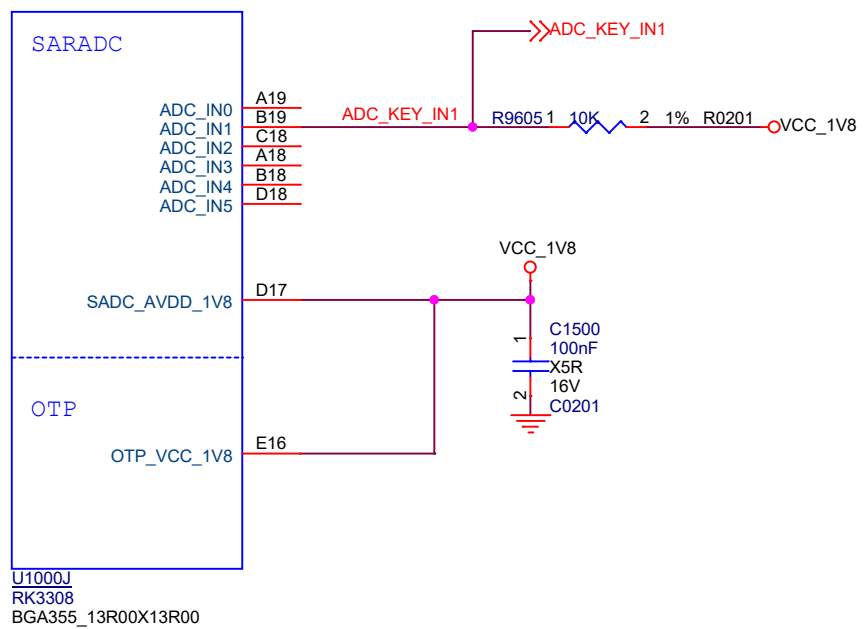 SARADC
ADC_KEY_IN1
ADC_IN0 A19
ADC_IN1 B19 ADC_KEY_IN1 R9605 1 10K 2 1% R0201 VCC_1V8
ADC_IN2 C18
ADC_IN3 A18
ADC_IN4 B18
ADC_IN5 D18
VCC_1V8
SADC_AVDD_1V8 D17
1 C1500
100nF
X5R
16V
2 C0201
OTP
OTP_VCC_1V8 E16
U1000J
RK3308
BGA355_13R00X13R00